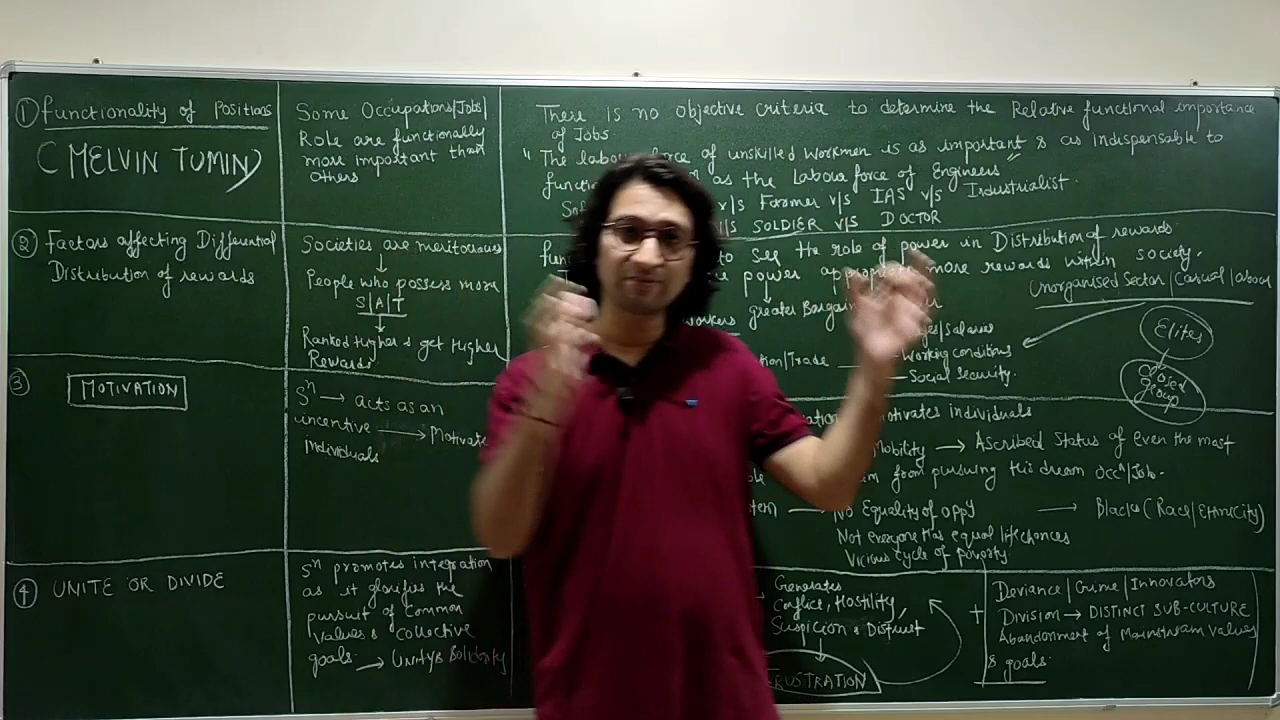 ① functionality of Positions
(MELVIN TUMIN)
Some Occupations/Jobs/
Role are functionally
more important than
others
There is no objective criteria to determine the Relative functional importance
of Jobs.
" The labour force of unskilled workmen is as important & as indispensable to
as the Labour force of Engineers "
v/s Farmer v/s IAS v/s Industrialist.
v/s SOLDIER v/s DOCTOR
② Factors affecting Differential
Distribution of rewards
Societies are meritocratic
↓
People who possess more
S|A|T
↓
Ranked Higher & get Higher
Rewards
to see the role of power in Distribution of rewards
power appropriate more rewards within society.
Unorganised Sector/Casual/labour
workers greater
/salaries
Working conditions
Social security.
Elites
Closed
group
③ MOTIVATION
Sⁿ → acts as an
incentive → Motivate
Individuals
motivates individuals
Mobility → Ascribed Status of even the most
from pursuing this dream occⁿ/Job.
→ No Equality of oppy → Blacks (Race/Ethnicity)
Not everyone Has equal life chances
Vicious cycle of poverty.
④ UNITE OR DIVIDE
Sⁿ promotes integration
as it glorifies the
pursuit of Common
values & collective
goals. → Unity & Solidarity
Generates
Conflict, Hostility,
Suspicion & Distrust
↓
FRUSTRATION
+
Deviance/Crime/Innovators
Division → DISTINCT SUB-CULTURE
Abandonment of Mainstream values
& goals.